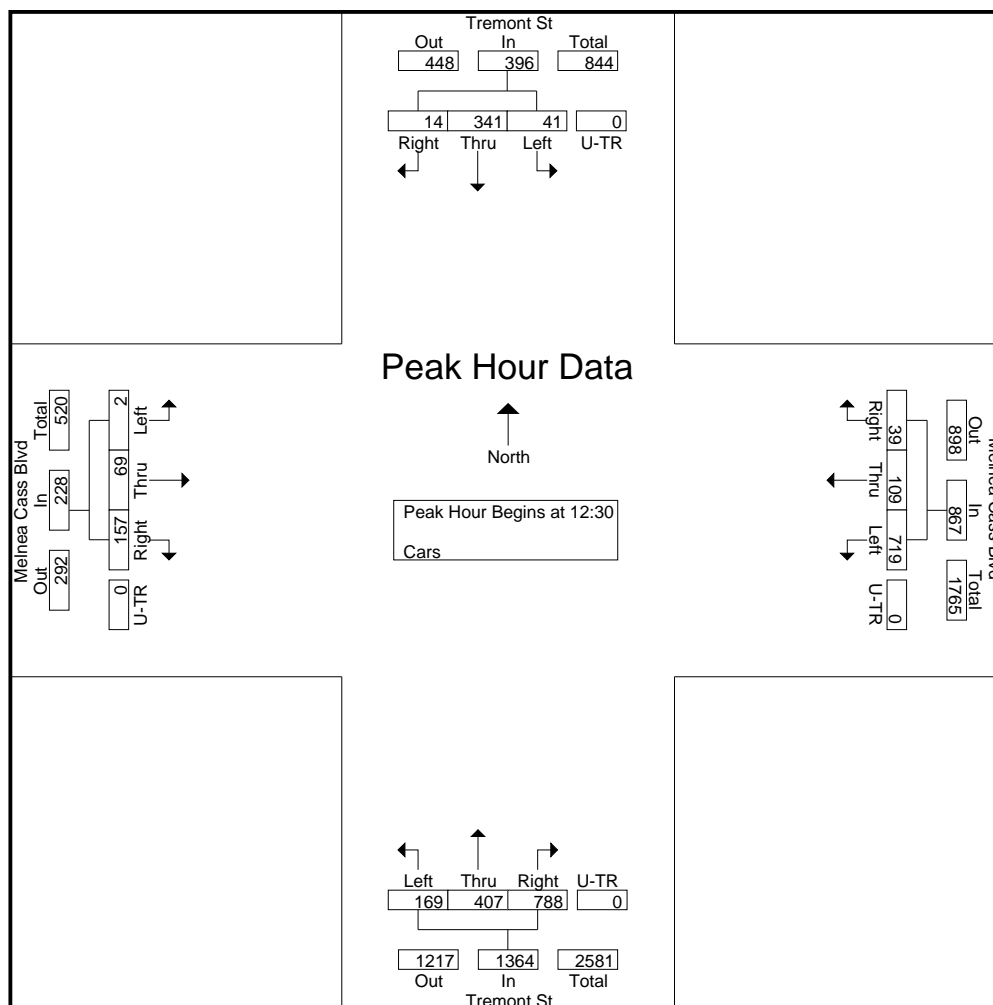 Tremont St
Out In Total
448 396 844
14 341 41 0
Right Thru Left U-TR
Peak Hour Data
North
Peak Hour Begins at 12:30
Cars
Melnea Cass Blvd
Total In Out
520 228 292
2 69 157 0
Left Thru Right U-TR
Right Thru Left U-TR
39 109 719 0
Out In Total
898 867 1765
Melnea Cass Blvd
Left Thru Right U-TR
169 407 788 0
1217 1364 2581
Out In Total
Tremont St